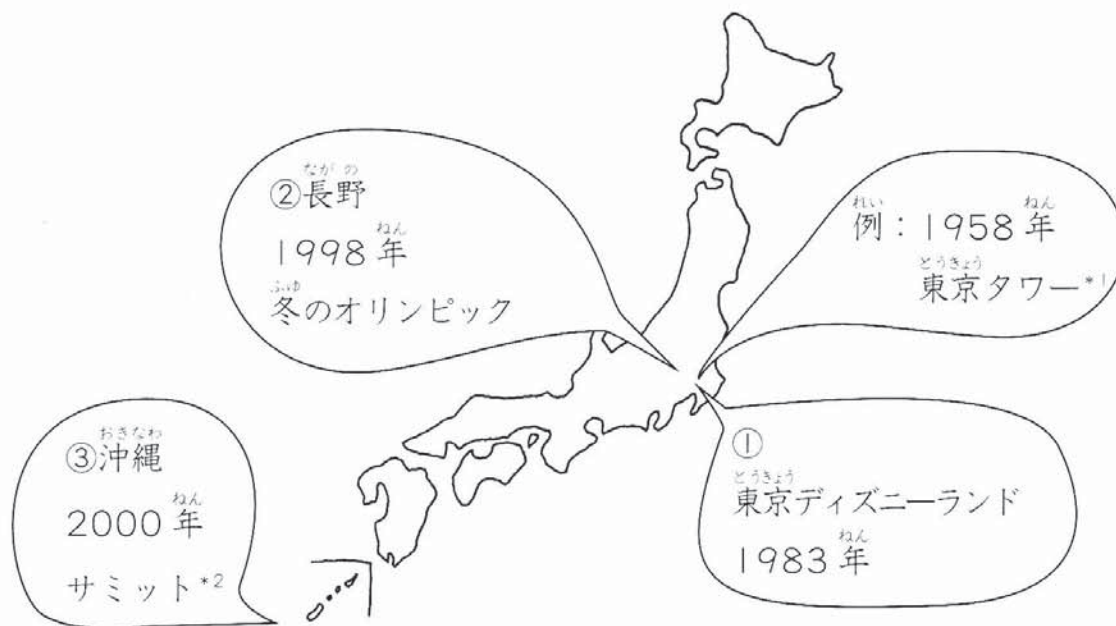 例：1958年
東京タワー*1
②長野
1998年
冬のオリンピック
①
東京ディズニーランド
1983年
③沖縄
2000年
サミット*2